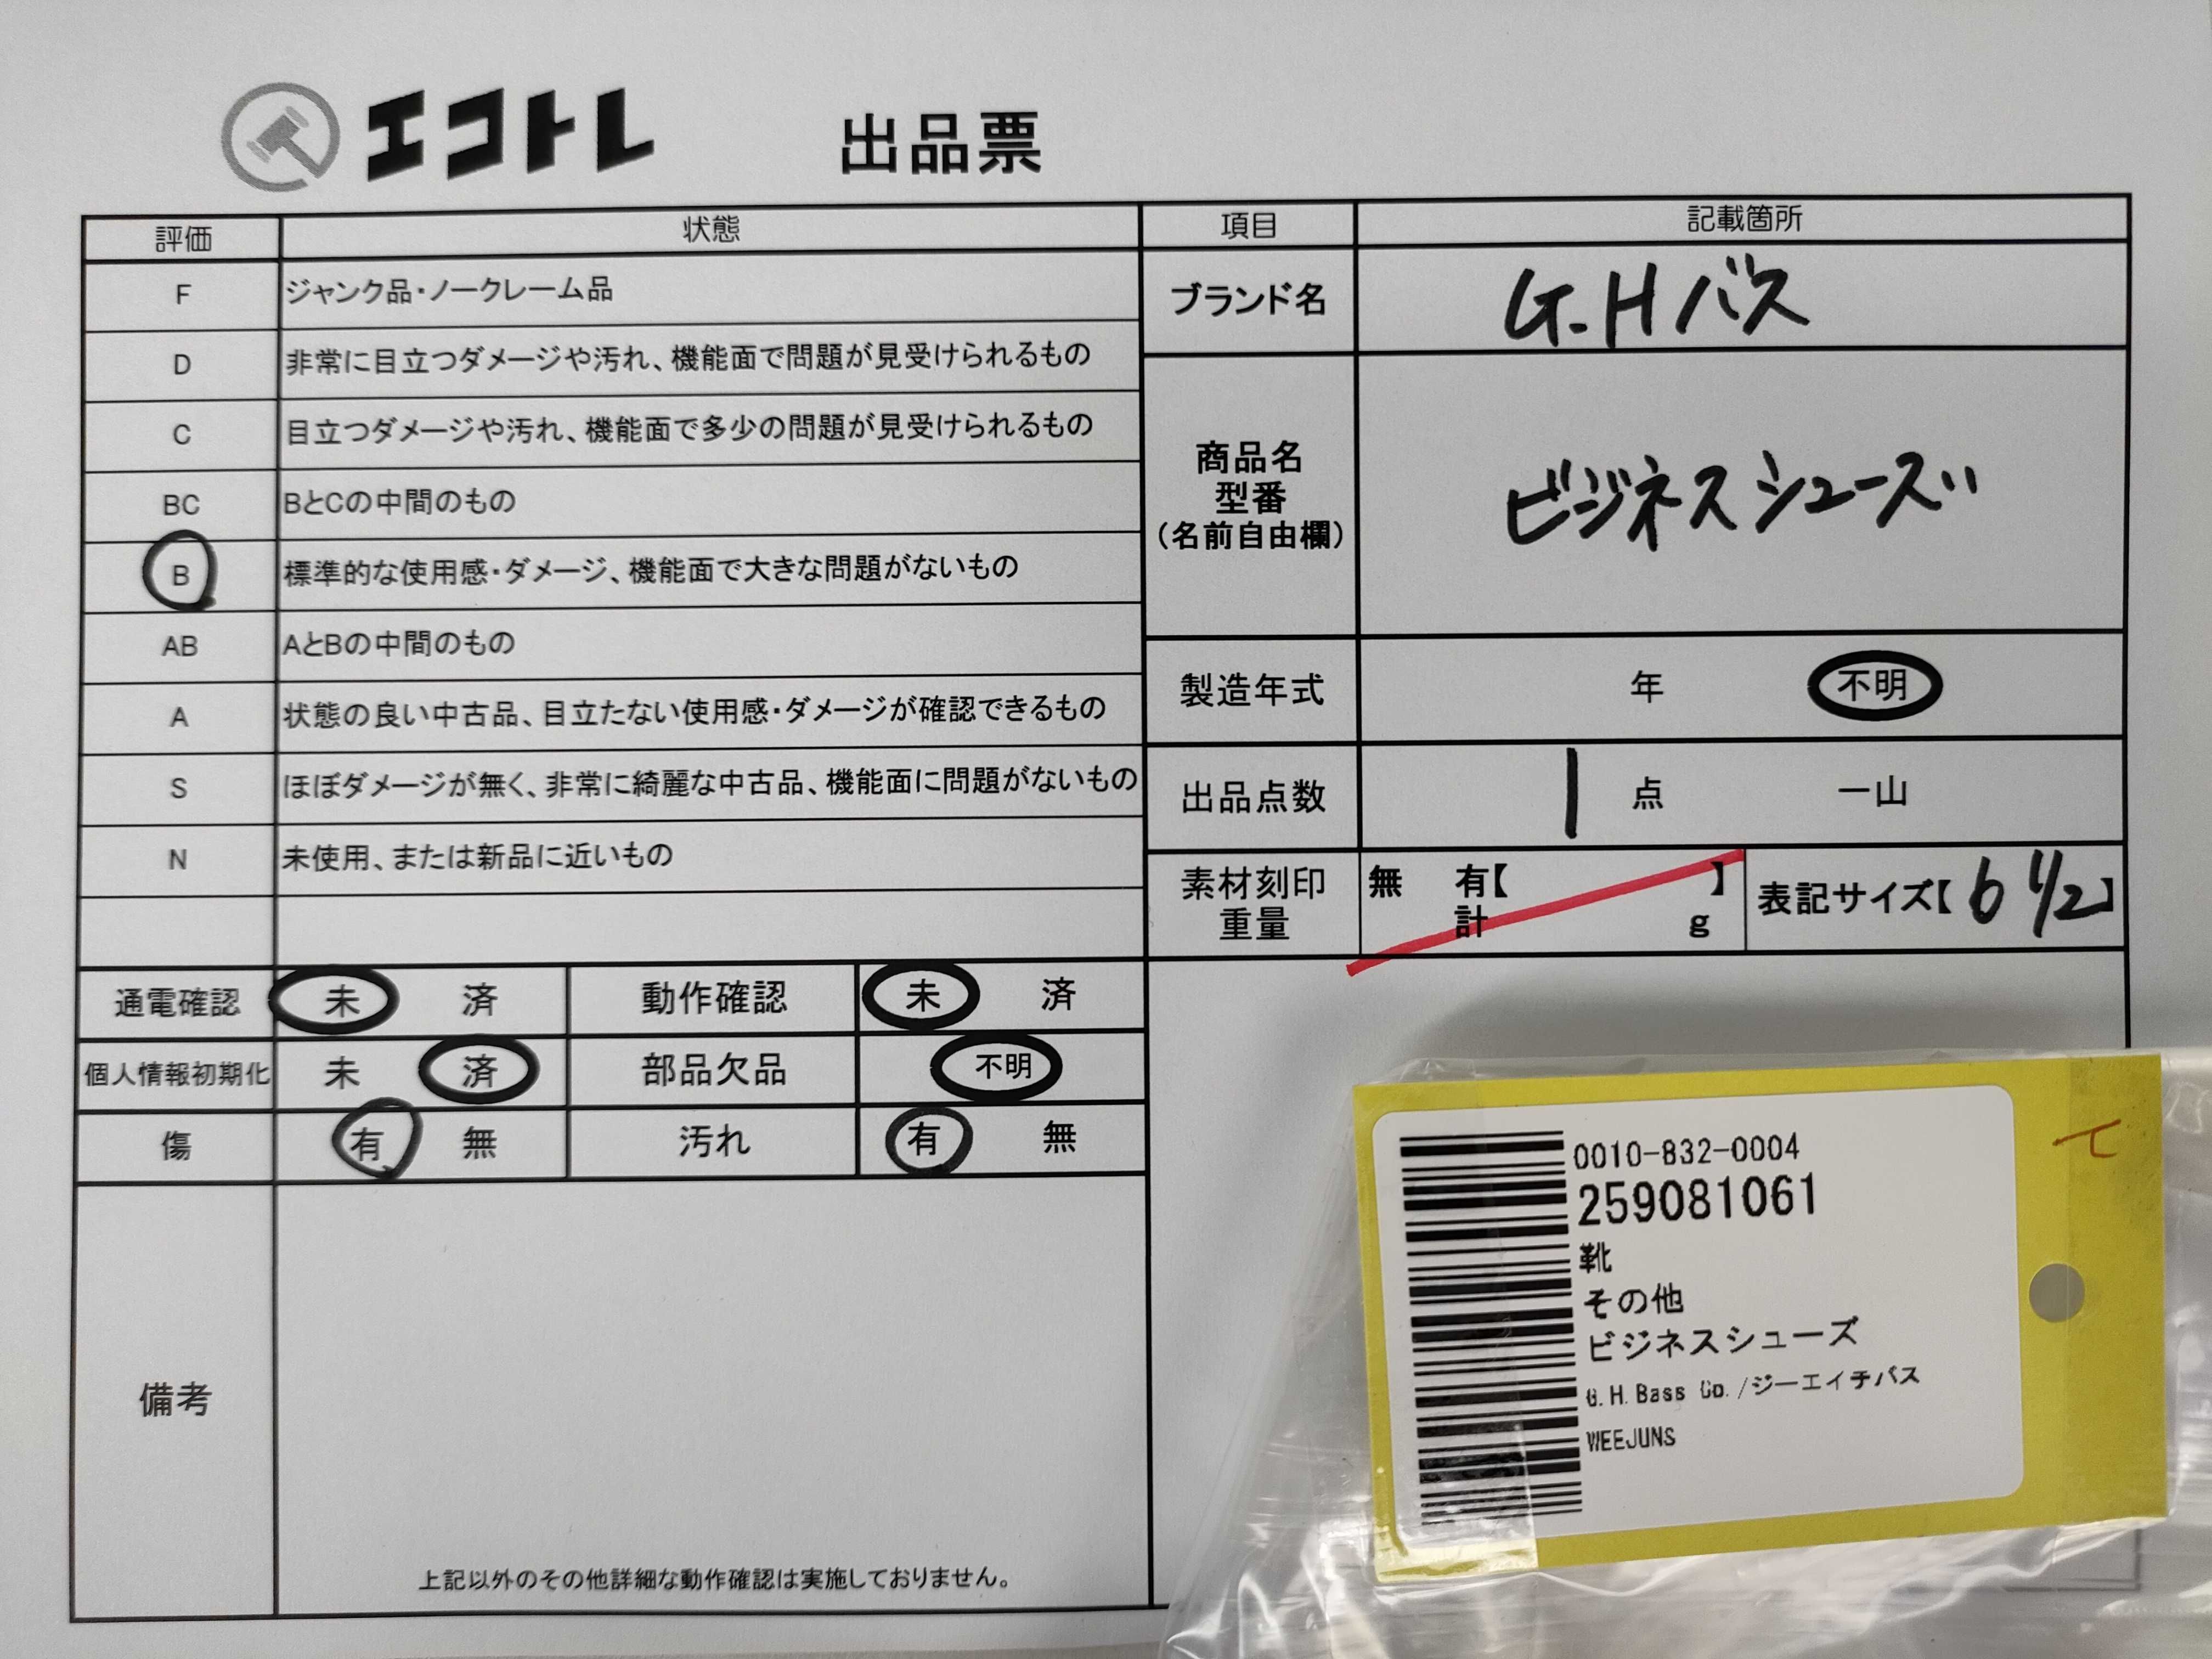 エコトレ 出品票
評価 状態
F ジャンク品・ノークレーム品
D 非常に目立つダメージや汚れ、機能面で問題が見受けられるもの
C 目立つダメージや汚れ、機能面で多少の問題が見受けられるもの
BC BとCの中間のもの
B 標準的な使用感・ダメージ、機能面で大きな問題がないもの
AB AとBの中間のもの
A 状態の良い中古品、目立たない使用感・ダメージが確認できるもの
S ほぼダメージが無く、非常に綺麗な中古品、機能面に問題がないもの
N 未使用、または新品に近いもの
通電確認 未 済 動作確認 未 済
個人情報初期化 未 済 部品欠品 不明
傷 有 無 汚れ 有 無
備考
上記以外のその他詳細な動作確認は実施しておりません。
項目 記載箇所
ブランド名 G.Hバス
商品名
型番
(名前自由欄)
ビジネスシューズ
製造年式 年 不明
出品点数 1 点 一山
素材刻印 無 有【 】
重量 計 g
表記サイズ【6 1/2】
0010-832-0004
259081061
靴
その他
ビジネスシューズ
G.H.Bass Co./ジーエイチバス
WEEJUNS